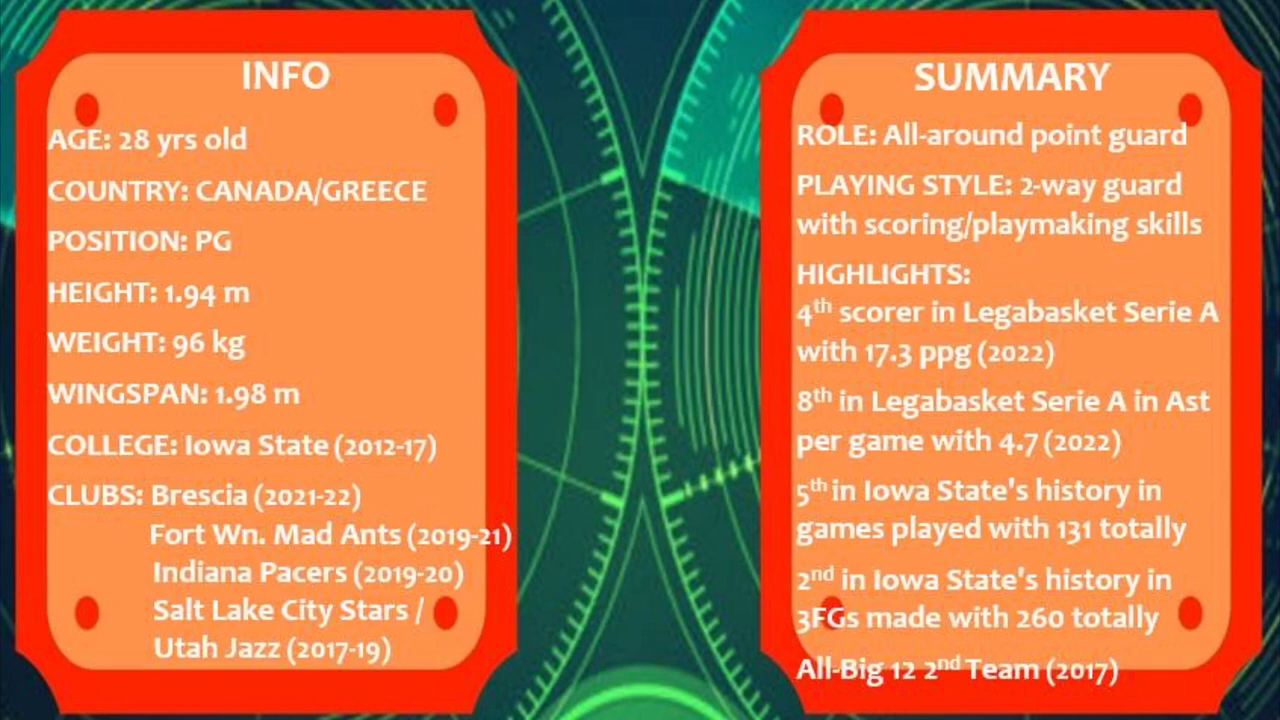 INFO
AGE: 28 yrs old
COUNTRY: CANADA/GREECE
POSITION: PG
HEIGHT: 1.94 m
WEIGHT: 96 kg
WINGSPAN: 1.98 m
COLLEGE: Iowa State (2012-17)
CLUBS: Brescia (2021-22)
Fort Wn. Mad Ants (2019-21)
Indiana Pacers (2019-20)
Salt Lake City Stars /
Utah Jazz (2017-19)
SUMMARY
ROLE: All-around point guard
PLAYING STYLE: 2-way guard
with scoring/playmaking skills
HIGHLIGHTS:
4th scorer in Legabasket Serie A
with 17.3 ppg (2022)
8th in Legabasket Serie A in Ast
per game with 4.7 (2022)
5th in Iowa State's history in
games played with 131 totally
2nd in Iowa State's history in
3FGs made with 260 totally
All-Big 12 2nd Team (2017)